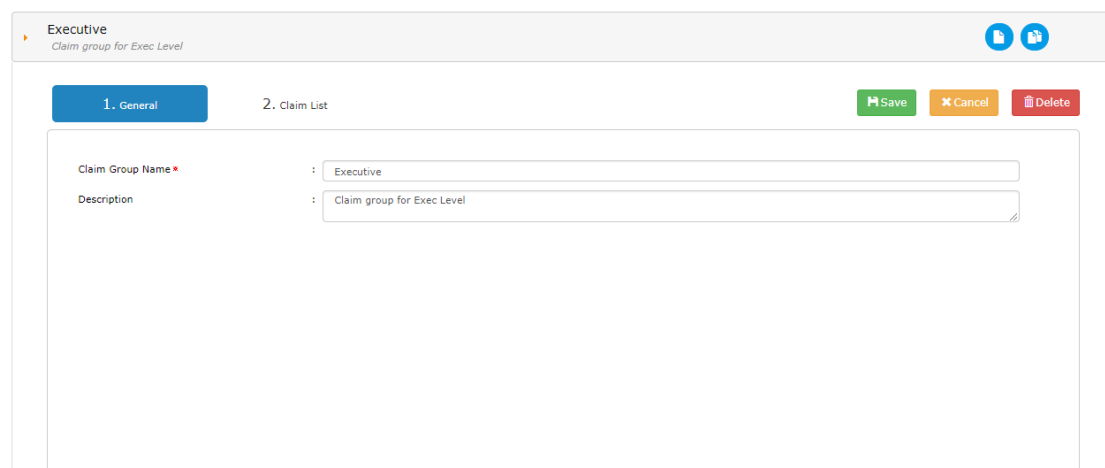 Executive
Claim group for Exec Level
1. General
2. Claim List
Save
Cancel
Delete
Claim Group Name* : Executive
Description : Claim group for Exec Level